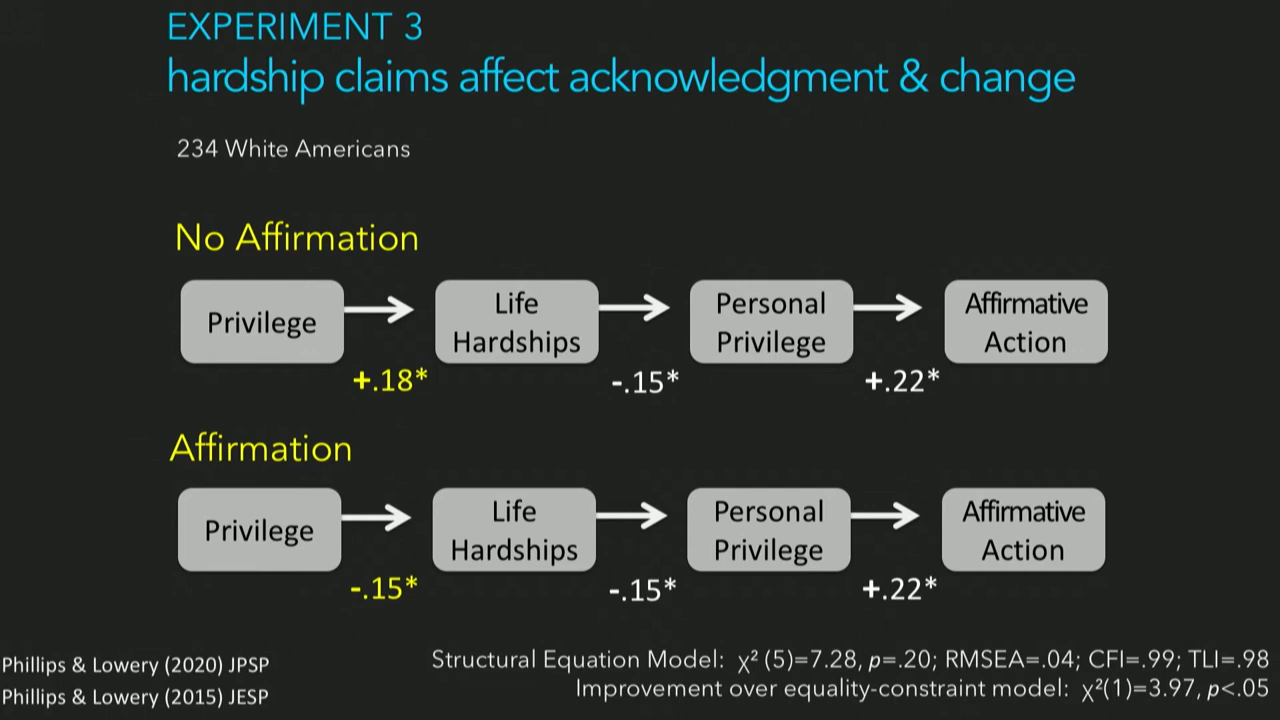 EXPERIMENT 3
hardship claims affect acknowledgment & change
234 White Americans
No Affirmation
Privilege
Life
Hardships
Personal
Privilege
Affirmative
Action
+.18*
-.15*
+.22*
Affirmation
Privilege
Life
Hardships
Personal
Privilege
Affirmative
Action
-.15*
-.15*
+.22*
Phillips & Lowery (2020) JPSP
Phillips & Lowery (2015) JESP
Structural Equation Model: χ² (5)=7.28, p=.20; RMSEA=.04; CFI=.99; TLI=.98
Improvement over equality-constraint model: χ²(1)=3.97, p<.05